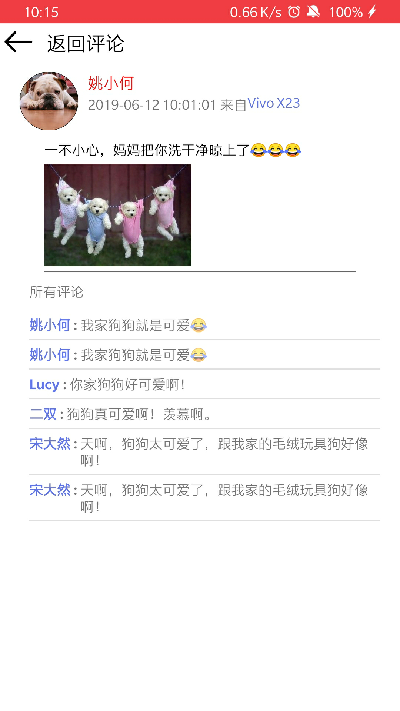 10:15 0.66 K/s 100%
返回评论
姚小何
2019-06-12 10:01:01 来自Vivo X23
一不小心，妈妈把你洗干净晾上了😂😂😂
所有评论
姚小何 : 我家狗狗就是可爱😂
姚小何 : 我家狗狗就是可爱😂
Lucy : 你家狗狗好可爱啊！
二双 : 狗狗真可爱啊！羡慕啊。
宋大然 : 天啊，狗狗太可爱了，跟我家的毛绒玩具狗好像
啊！
宋大然 : 天啊，狗狗太可爱了，跟我家的毛绒玩具狗好像
啊！